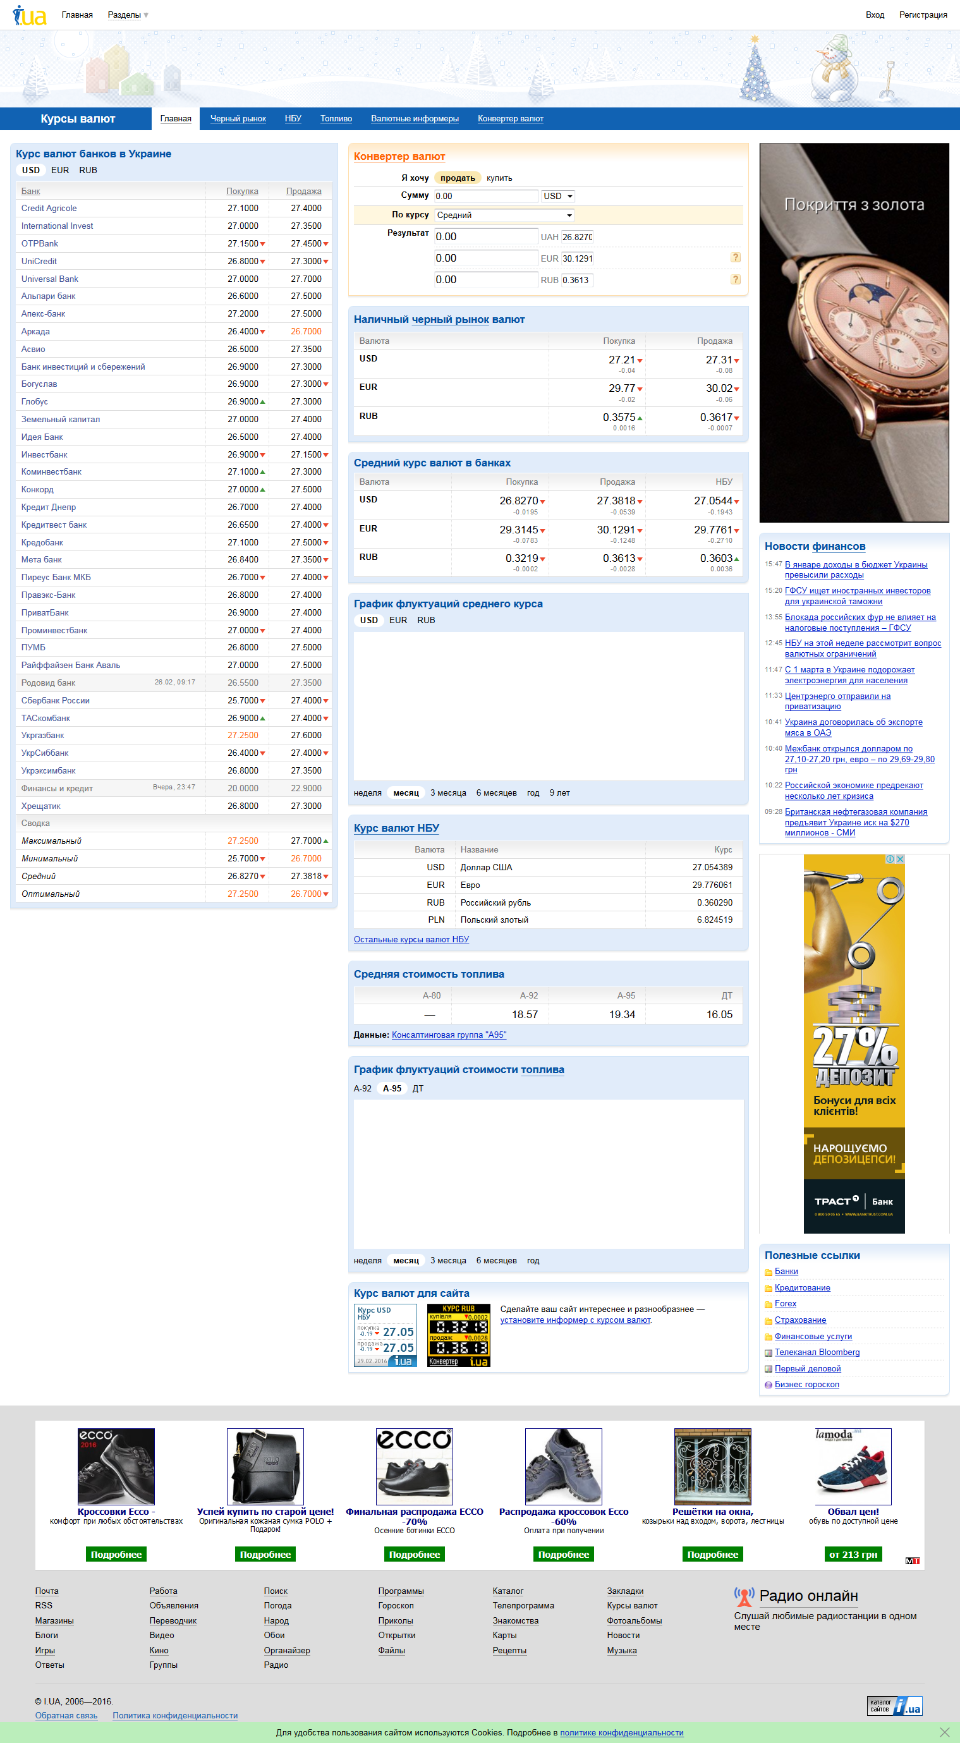 i.ua Главная Разделы ▾ Вход Регистрация
Курсы валют Главная Черный рынок НБУ Топливо Валютные информеры Конвертер валют
Курс валют банков в Украине
USD EUR RUB
Банк Покупка Продажа
Credit Agricole 27.1000 27.4000
International Invest 27.0000 27.3500
OTPBank 27.1500 27.4500
UniCredit 26.8000 27.3000
Universal Bank 27.0000 27.7000
Альпари банк 26.6000 27.5000
Апекс-банк 27.2000 27.5000
Аркада 26.4000 26.7000
Асвио 26.5000 27.3500
Банк инвестиций и сбережений 26.9000 27.3000
Богуслав 26.9000 27.3000
Глобус 26.9000 27.3000
Земельный капитал 27.0000 27.4000
Идея Банк 26.5000 27.4000
Инвестбанк 26.9000 27.1500
Коминвестбанк 27.1000 27.3000
Конкорд 27.0000 27.5000
Кредит Днепр 26.7000 27.4000
Кредитвест банк 26.6500 27.4000
Кредобанк 27.1000 27.5000
Мета банк 26.8400 27.3500
Пиреус Банк МКБ 26.7000 27.4000
Правэкс-Банк 26.8000 27.4000
ПриватБанк 26.9000 27.4000
Проминвестбанк 27.0000 27.4000
ПУМБ 26.8000 27.5000
Райффайзен Банк Аваль 27.0000 27.5000
Родовид банк 26.02, 09:17 26.5500 27.3500
Сбербанк России 25.7000 27.4000
ТАСкомбанк 26.9000 27.4000
Укргазбанк 27.2500 27.6000
УкрСиббанк 26.4000 27.4000
Укрэксимбанк 26.8000 27.3500
Финансы и кредит Вчера, 23:47 20.0000 22.9000
Хрещатик 26.8000 27.3000
Сводка
Максимальный 27.2500 27.7000
Минимальный 25.7000 26.7000
Средний 26.8270 27.3818
Оптимальный 27.2500 26.7000
Конвертер валют
Я хочу продать купить
Сумму 0.00 USD
По курсу Средний
Результат 0.00 UAH 26.8270
0.00 EUR 30.1291 ?
0.00 RUB 0.3613 ?
Наличный черный рынок валют
Валюта Покупка Продажа
USD 27.21 27.31
-0.04 -0.08
EUR 29.77 30.02
-0.02 -0.06
RUB 0.3575 0.3617
0.0016 -0.0007
Средний курс валют в банках
Валюта Покупка Продажа НБУ
USD 26.8270 27.3818 27.0544
-0.0195 -0.0539 -0.1943
EUR 29.3145 30.1291 29.7761
-0.0783 -0.1248 -0.2710
RUB 0.3219 0.3613 0.3603
-0.0002 -0.0028 0.0036
График флуктуаций среднего курса
USD EUR RUB
неделя месяц 3 месяца 6 месяцев год 9 лет
Курс валют НБУ
Валюта Название Курс
USD Доллар США 27.054389
EUR Евро 29.776061
RUB Российский рубль 0.360290
PLN Польский злотый 6.824519
Остальные курсы валют НБУ
Средняя стоимость топлива
А-80 А-92 А-95 ДТ
— 18.57 19.34 16.05
Данные: Консалтинговая группа "А95"
График флуктуаций стоимости топлива
А-92 А-95 ДТ
неделя месяц 3 месяца 6 месяцев год
Курс валют для сайта
Курс USD
НБУ
покупка
-0.19 27.05
продажа
-0.19 27.05
29.02.2016 i.ua
КУРС RUB
купівля 0.0002
0.3219
продаж 0.0028
0.3613
Конвертер i.ua
Сделайте ваш сайт интереснее и разнообразнее —
установите информер с курсом валют.
Покриття з золота
Новости финансов
15:47 В январе доходы в бюджет Украины
превысили расходы
15:20 ГФСУ ищет иностранных инвесторов
для украинской таможни
13:55 Блокада российских фур не влияет на
налоговые поступления – ГФСУ
12:45 НБУ на этой неделе рассмотрит вопрос
валютных ограничений
11:47 С 1 марта в Украине подорожает
электроэнергия для населения
11:33 Центрэнерго отправили на
приватизацию
10:41 Украина договорилась об экспорте
мяса в ОАЭ
10:40 Межбанк открылся долларом по
27,10-27,20 грн, евро – по 29,69-29,80
грн
10:22 Российской экономике предрекают
несколько лет кризиса
09:28 Британская нефтегазовая компания
предъявит Украине иск на $270
миллионов - СМИ
27%
ДЕПОЗИТ
Бонуси для всіх
клієнтів!
НАРОЩУЄМО
ДЕПОЗИЦЕПСИ!
ТРАСТ Банк
Полезные ссылки
Банки
Кредитование
Forex
Страхование
Финансовые услуги
Телеканал Bloomberg
Первый деловой
Бизнес гороскоп
ecco
2016
Кроссовки Ecco -
комфорт при любых обстоятельствах
Подробнее
Успей купить по старой цене!
Оригинальная кожаная сумка POLO +
Подарок!
Подробнее
ecco
Финальная распродажа ECCO
-70%
Осенние ботинки ECCO
Подробнее
Распродажа кроссовок Ecco
-60%
Оплата при получении
Подробнее
Решётки на окна,
козырьки над входом, ворота, лестницы
Подробнее
lamoda
Обвал цен!
обувь по доступной цене
от 213 грн
МТ
Почта Работа Поиск Программы Каталог Закладки
RSS Объявления Погода Гороскоп Телепрограмма Курсы валют
Магазины Переводчик Народ Приколы Знакомства Фотоальбомы
Блоги Видео Обои Открытки Карты Новости
Игры Кино Органайзер Файлы Рецепты Музыка
Ответы Группы Радио
Радио онлайн
Слушай любимые радиостанции в одном
месте
© I.UA, 2006—2016.
Обратная связь Политика конфиденциальности
каталог
сайтов i.ua
Для удобства пользования сайтом используются Cookies. Подробнее в политике конфиденциальности